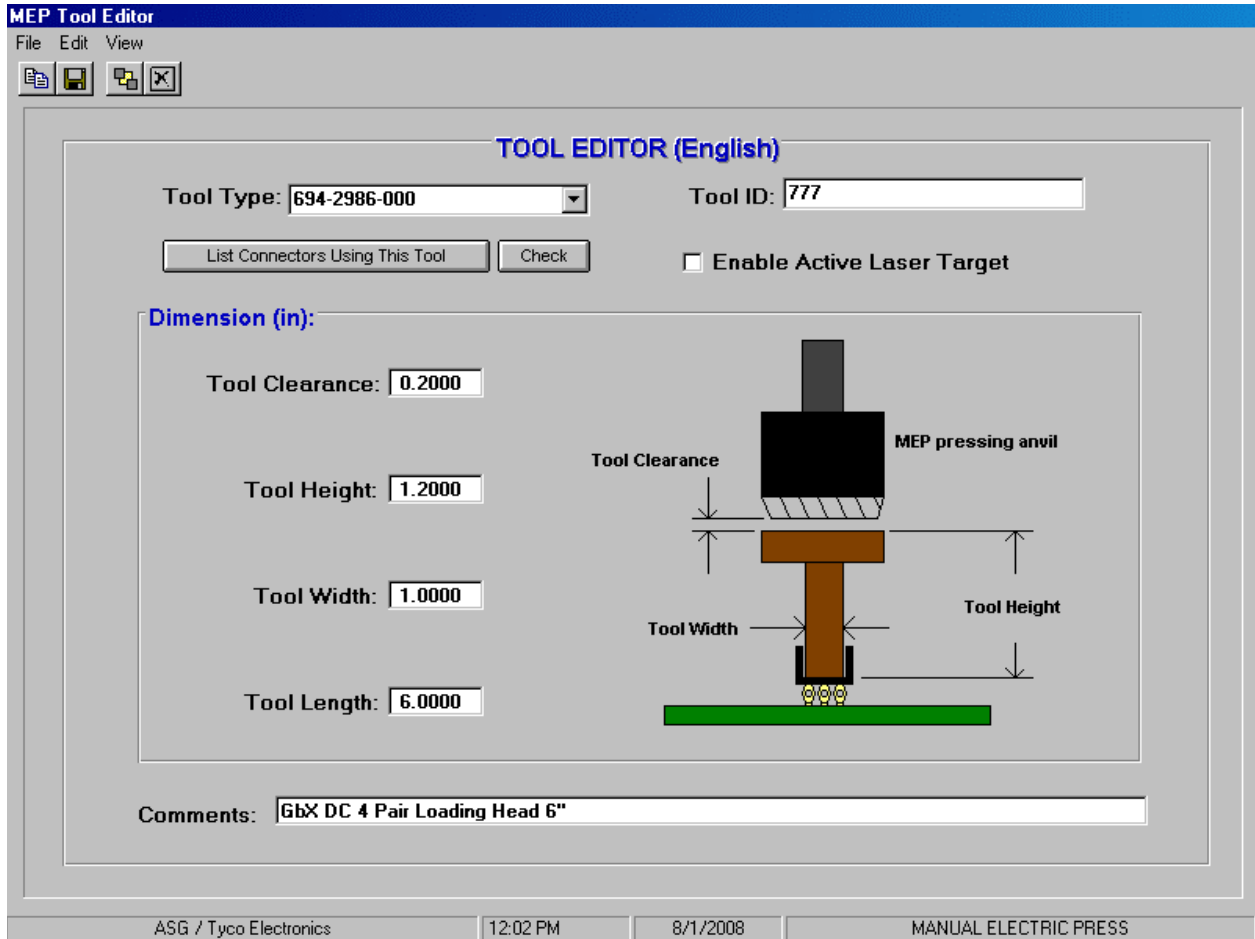 MEP Tool Editor
File Edit View
TOOL EDITOR (English)
Tool Type: 694-2986-000
Tool ID: 777
List Connectors Using This Tool
Check
Enable Active Laser Target
Dimension (in):
Tool Clearance: 0.2000
Tool Height: 1.2000
Tool Width: 1.0000
Tool Length: 6.0000
MEP pressing anvil
Tool Clearance
Tool Height
Tool Width
Comments: GbX DC 4 Pair Loading Head 6"
ASG / Tyco Electronics 12:02 PM 8/1/2008 MANUAL ELECTRIC PRESS